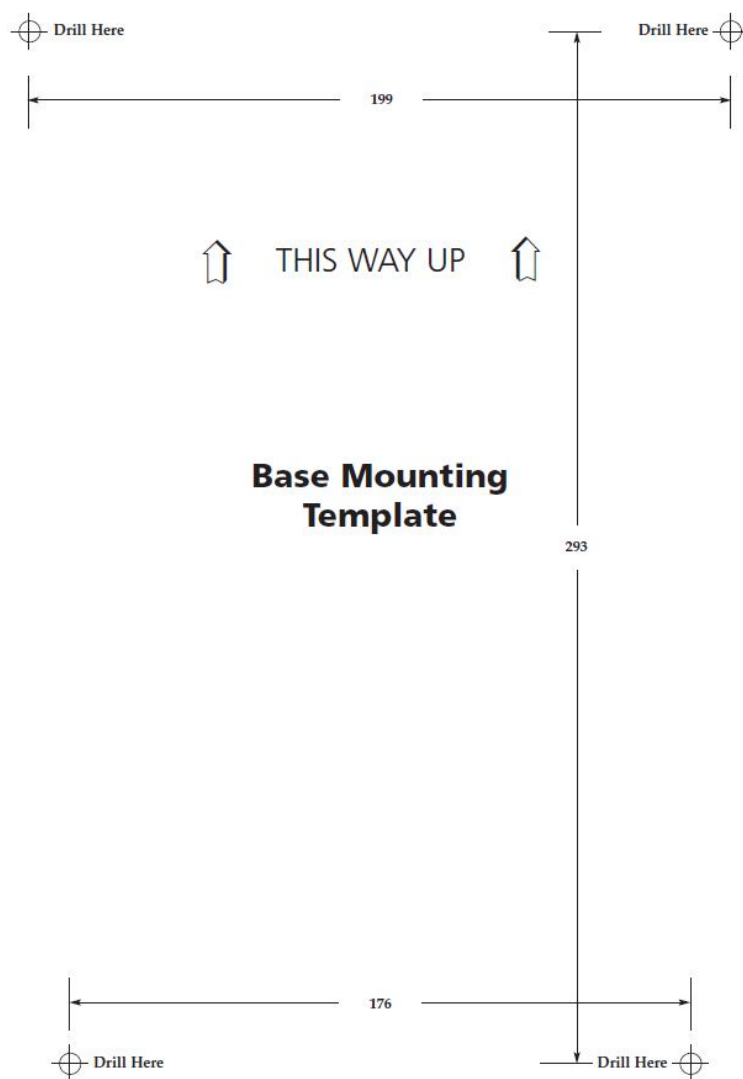 Drill Here
Drill Here
199
THIS WAY UP
Base Mounting
Template
293
176
Drill Here
Drill Here